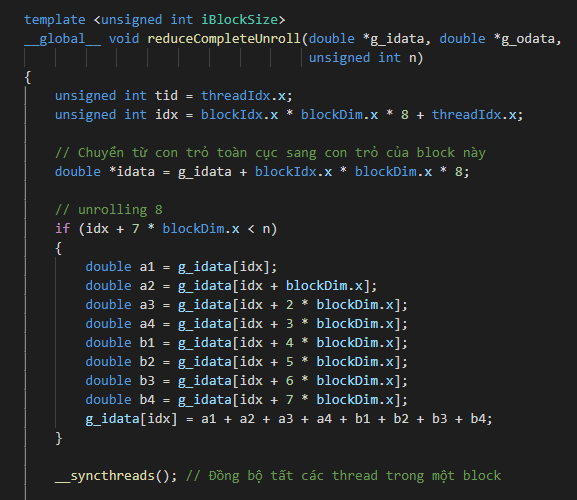 template <unsigned int iBlockSize>
__global__ void reduceCompleteUnroll(double *g_idata, double *g_odata,
                                    unsigned int n)
{
    unsigned int tid = threadIdx.x;
    unsigned int idx = blockIdx.x * blockDim.x * 8 + threadIdx.x;

    // Chuyển từ con trỏ toàn cục sang con trỏ của block này
    double *idata = g_idata + blockIdx.x * blockDim.x * 8;

    // unrolling 8
    if (idx + 7 * blockDim.x < n)
    {
        double a1 = g_idata[idx];
        double a2 = g_idata[idx + blockDim.x];
        double a3 = g_idata[idx + 2 * blockDim.x];
        double a4 = g_idata[idx + 3 * blockDim.x];
        double b1 = g_idata[idx + 4 * blockDim.x];
        double b2 = g_idata[idx + 5 * blockDim.x];
        double b3 = g_idata[idx + 6 * blockDim.x];
        double b4 = g_idata[idx + 7 * blockDim.x];
        g_idata[idx] = a1 + a2 + a3 + a4 + b1 + b2 + b3 + b4;
    }

    __syncthreads(); // Đồng bộ tất các thread trong một block